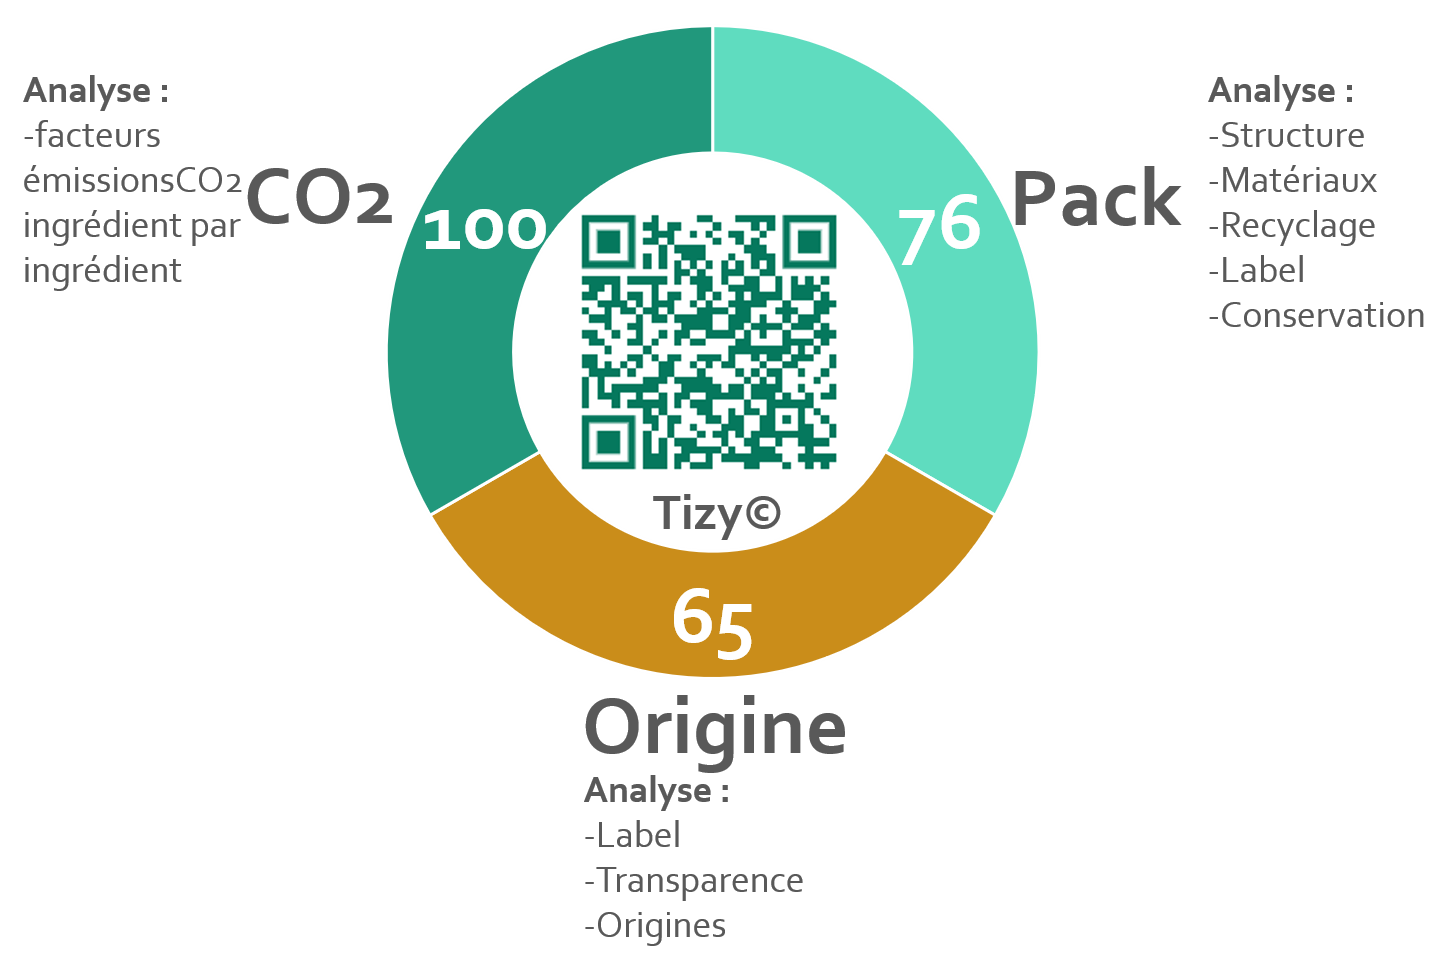 Analyse :
-facteurs
émissionsCO2
ingrédient par
ingrédient
CO2
100
76
Pack
Analyse :
-Structure
-Matériaux
-Recyclage
-Label
-Conservation
Tizy©
65
Origine
Analyse :
-Label
-Transparence
-Origines